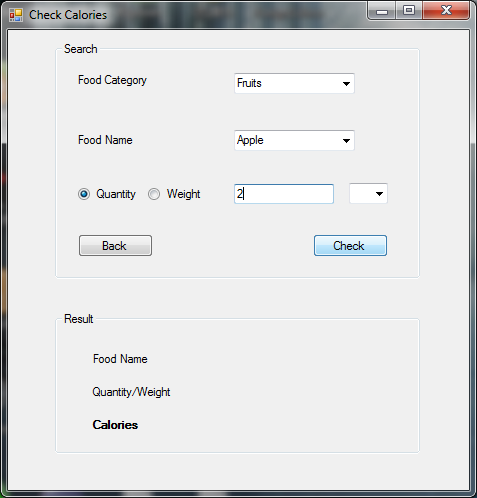 Check Calories
Search
Food Category Fruits
Food Name Apple
Quantity Weight 2
Back Check
Result
Food Name
Quantity/Weight
Calories